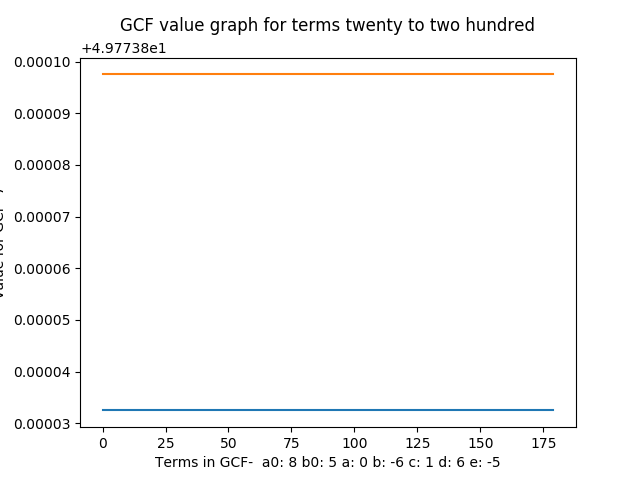 GCF value graph for terms twenty to two hundred
+4.97738e1
0.00010
0.00009
0.00008
0.00007
0.00006
0.00005
0.00004
0.00003
0 25 50 75 100 125 150 175
Terms in GCF- a0: 8 b0: 5 a: 0 b: -6 c: 1 d: 6 e: -5